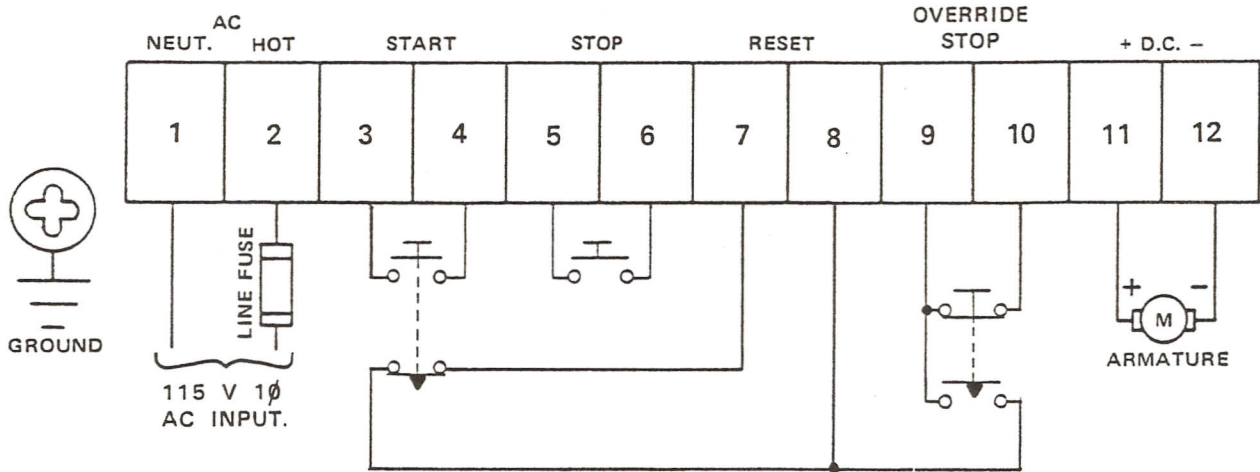 AC
NEUT. HOT
START
STOP
RESET
OVERRIDE
STOP
+ D.C. −
1 2 3 4 5 6 7 8 9 10 11 12
GROUND
LINE FUSE
115 V 1Ø
AC INPUT.
+ −
M
ARMATURE